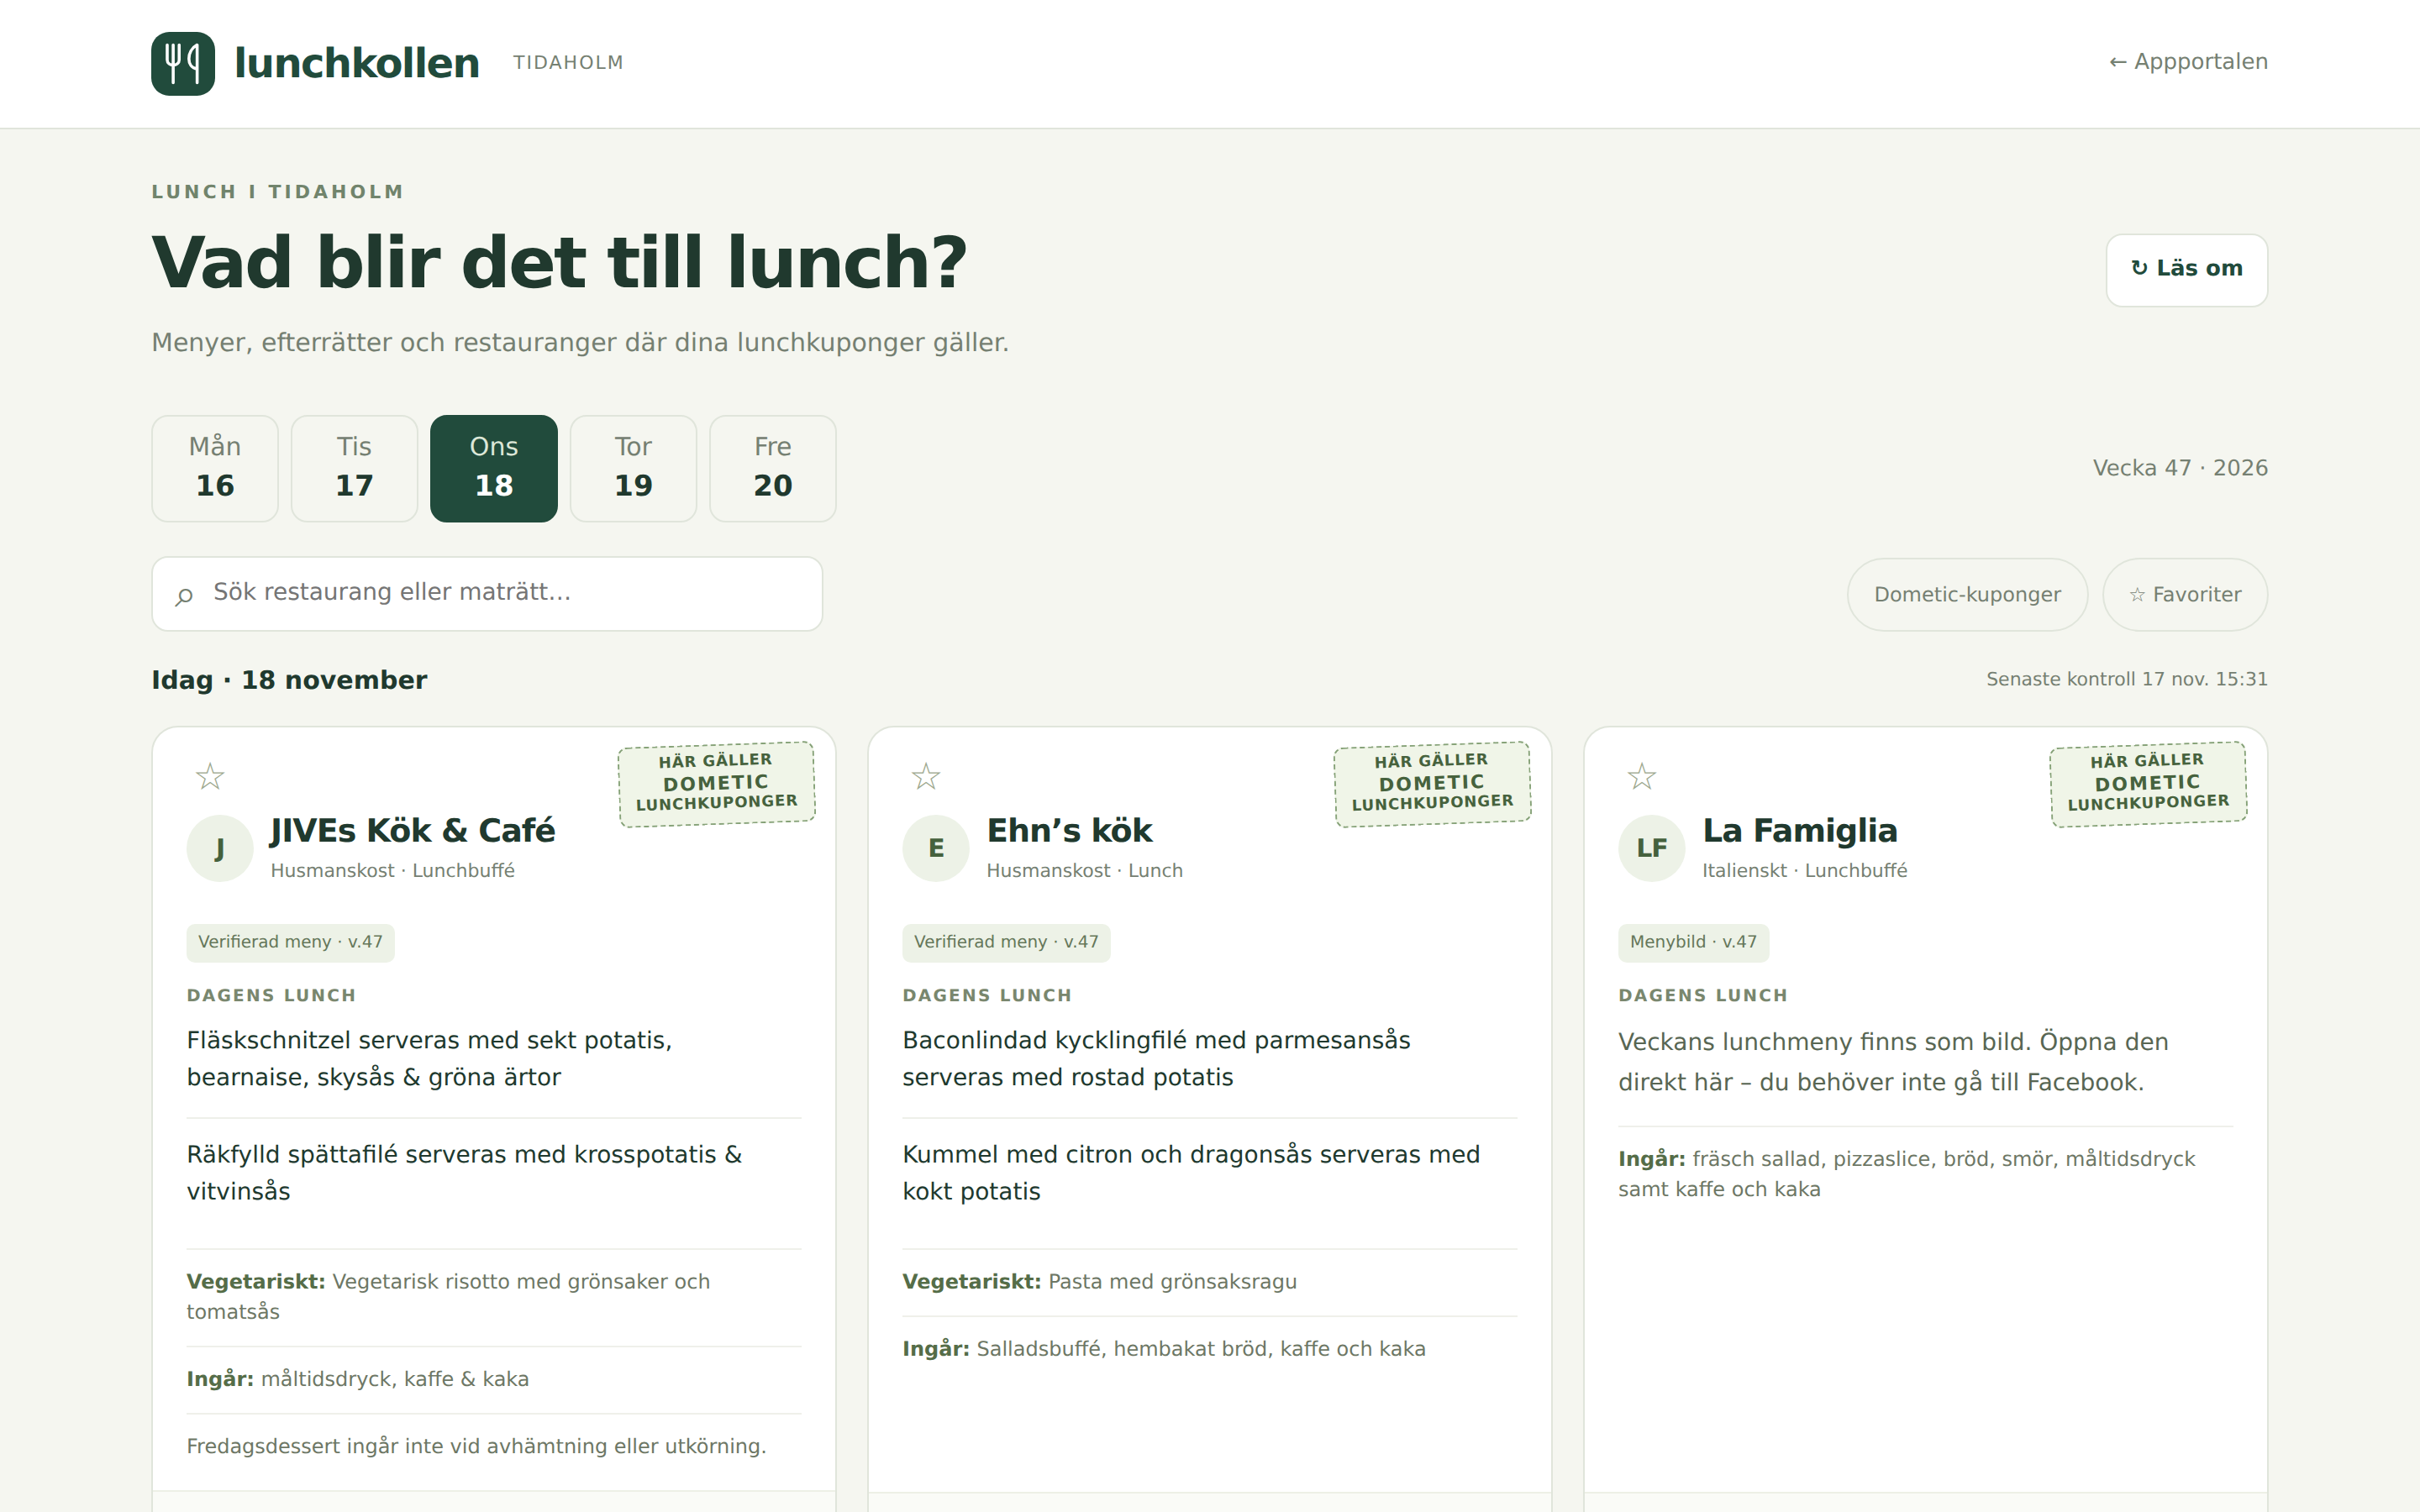 lunchkollen TIDAHOLM
← Appportalen
LUNCH I TIDAHOLM
Vad blir det till lunch?
↻ Läs om
Menyer, efterrätter och restauranger där dina lunchkuponger gäller.
Mån
16
Tis
17
Ons
18
Tor
19
Fre
20
Vecka 47 · 2026
Sök restaurang eller maträtt…
Dometic-kuponger
☆ Favoriter
Idag · 18 november
Senaste kontroll 17 nov. 15:31
☆
HÄR GÄLLER
DOMETIC
LUNCHKUPONGER
J
JIVEs Kök & Café
Husmanskost · Lunchbuffé
Verifierad meny · v.47
DAGENS LUNCH
Fläskschnitzel serveras med sekt potatis,
bearnaise, skysås & gröna ärtor
Räkfylld spättafilé serveras med krosspotatis &
vitvinsås
Vegetariskt: Vegetarisk risotto med grönsaker och
tomatsås
Ingår: måltidsdryck, kaffe & kaka
Fredagsdessert ingår inte vid avhämtning eller utkörning.
☆
HÄR GÄLLER
DOMETIC
LUNCHKUPONGER
E
Ehn’s kök
Husmanskost · Lunch
Verifierad meny · v.47
DAGENS LUNCH
Baconlindad kycklingfilé med parmesansås
serveras med rostad potatis
Kummel med citron och dragonsås serveras med
kokt potatis
Vegetariskt: Pasta med grönsaksragu
Ingår: Salladsbuffé, hembakat bröd, kaffe och kaka
☆
HÄR GÄLLER
DOMETIC
LUNCHKUPONGER
LF
La Famiglia
Italienskt · Lunchbuffé
Menybild · v.47
DAGENS LUNCH
Veckans lunchmeny finns som bild. Öppna den
direkt här – du behöver inte gå till Facebook.
Ingår: fräsch sallad, pizzaslice, bröd, smör, måltidsdryck
samt kaffe och kaka